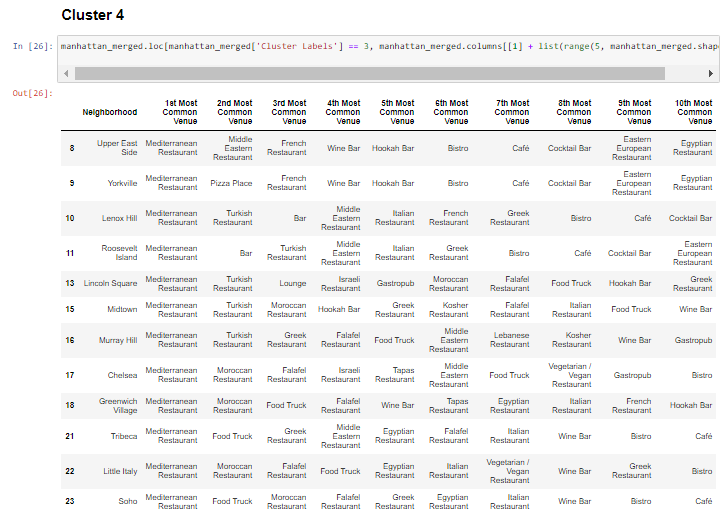 Cluster 4
In [26]: manhattan_merged.loc[manhattan_merged['Cluster Labels'] == 3, manhattan_merged.columns[[1] + list(range(5, manhattan_merged.shap
Out[26]:
Neighborhood 1st Most Common Venue 2nd Most Common Venue 3rd Most Common Venue 4th Most Common Venue 5th Most Common Venue 6th Most Common Venue 7th Most Common Venue 8th Most Common Venue 9th Most Common Venue 10th Most Common Venue
8 Upper East Side Mediterranean Restaurant Middle Eastern Restaurant French Restaurant Wine Bar Hookah Bar Bistro Café Cocktail Bar Eastern European Restaurant Egyptian Restaurant
9 Yorkville Mediterranean Restaurant Pizza Place French Restaurant Wine Bar Hookah Bar Bistro Café Cocktail Bar Eastern European Restaurant Egyptian Restaurant
10 Lenox Hill Mediterranean Restaurant Turkish Restaurant Bar Middle Eastern Restaurant Italian Restaurant French Restaurant Greek Restaurant Bistro Café Cocktail Bar
11 Roosevelt Island Mediterranean Restaurant Bar Turkish Restaurant Middle Eastern Restaurant Italian Restaurant Greek Restaurant Bistro Café Cocktail Bar Eastern European Restaurant
13 Lincoln Square Mediterranean Restaurant Turkish Restaurant Lounge Israeli Restaurant Gastropub Moroccan Restaurant Falafel Restaurant Food Truck Hookah Bar Greek Restaurant
15 Midtown Mediterranean Restaurant Turkish Restaurant Moroccan Restaurant Hookah Bar Greek Restaurant Kosher Restaurant Falafel Restaurant Italian Restaurant Food Truck Wine Bar
16 Murray Hill Mediterranean Restaurant Turkish Restaurant Greek Restaurant Falafel Restaurant Food Truck Middle Eastern Restaurant Lebanese Restaurant Kosher Restaurant Wine Bar Gastropub
17 Chelsea Mediterranean Restaurant Moroccan Restaurant Falafel Restaurant Israeli Restaurant Tapas Restaurant Middle Eastern Restaurant Food Truck Vegetarian / Vegan Restaurant Gastropub Bistro
18 Greenwich Village Mediterranean Restaurant Moroccan Restaurant Food Truck Falafel Restaurant Wine Bar Tapas Restaurant Egyptian Restaurant Italian Restaurant French Restaurant Hookah Bar
21 Tribeca Mediterranean Restaurant Food Truck Greek Restaurant Middle Eastern Restaurant Egyptian Restaurant Falafel Restaurant Italian Restaurant Wine Bar Bistro Café
22 Little Italy Mediterranean Restaurant Moroccan Restaurant Falafel Restaurant Food Truck Egyptian Restaurant Italian Restaurant Vegetarian / Vegan Restaurant Wine Bar Greek Restaurant Bistro
23 Soho Mediterranean Restaurant Food Truck Moroccan Restaurant Falafel Restaurant Greek Restaurant Egyptian Restaurant Italian Restaurant Wine Bar Bistro Café